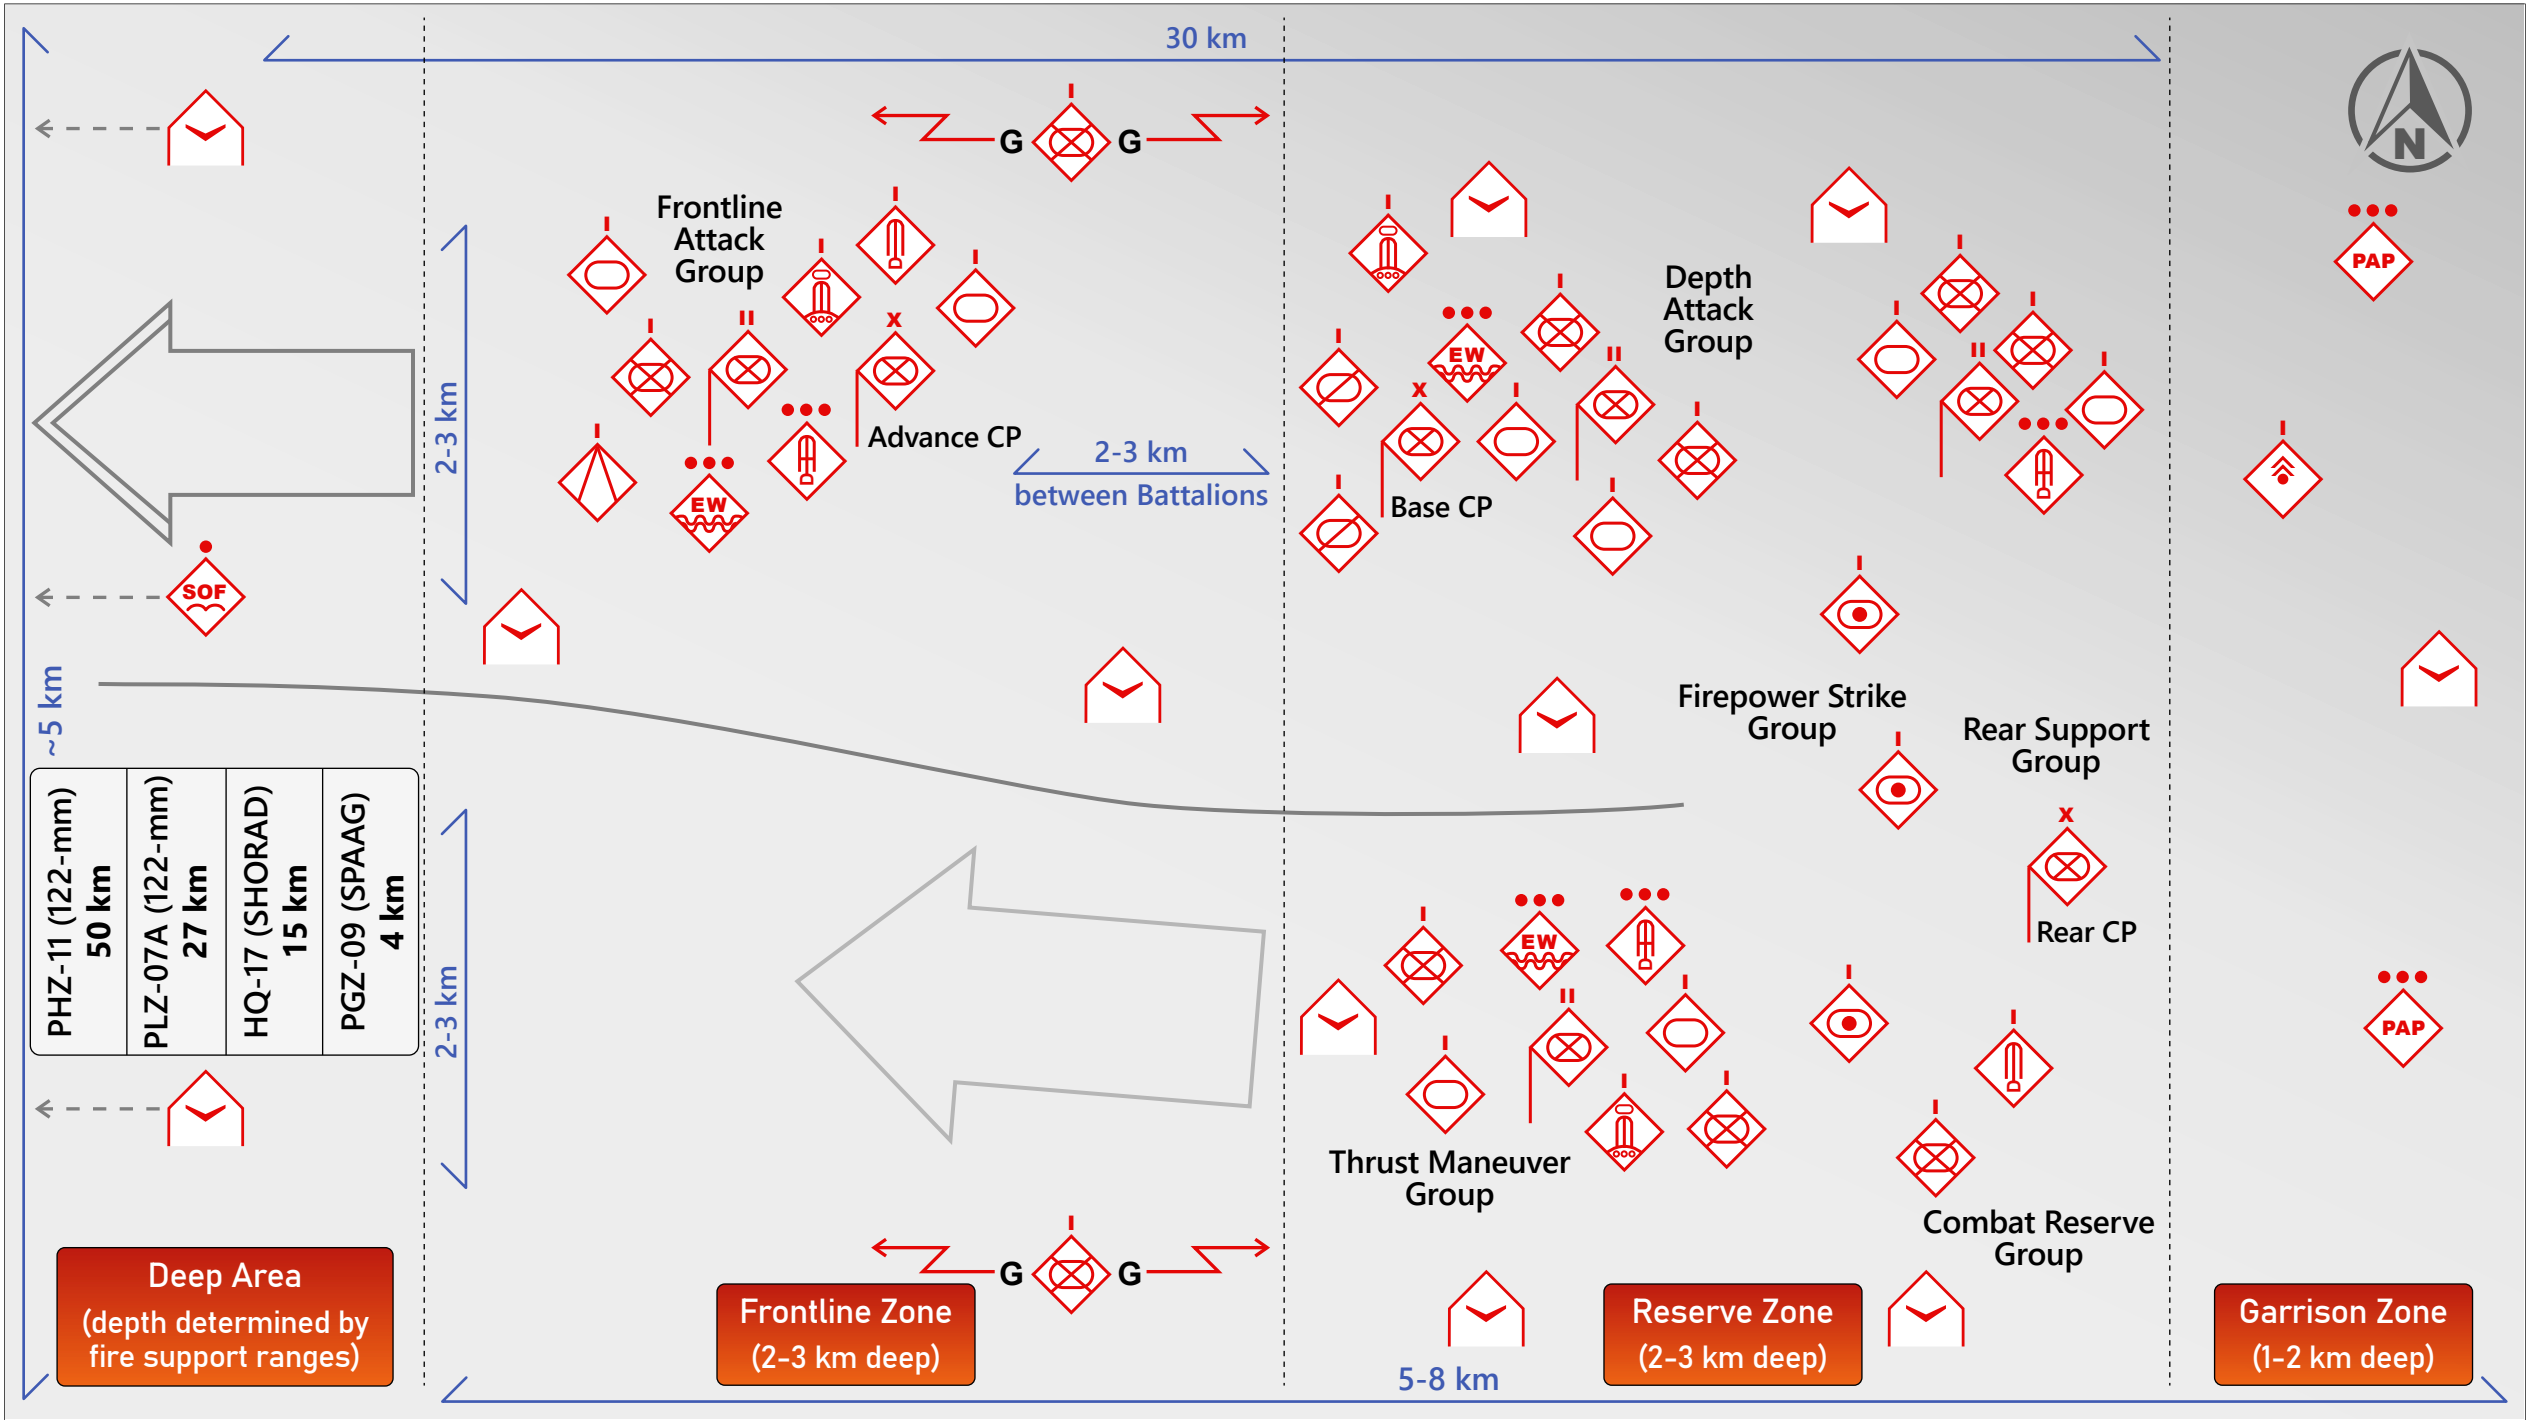 30 km
N
G
G
Frontline
Attack
Group
PAP
Depth
Attack
Group
X
EW
X
2-3 km
Advance CP
2-3 km
between Battalions
EW
Base CP
SOF
~5 km
Firepower Strike
Group
Rear Support
Group
X
PHZ-11 (122-mm)
50 km
PLZ-07A (122-mm)
27 km
HQ-17 (SHORAD)
15 km
PGZ-09 (SPAAG)
4 km
Rear CP
EW
2-3 km
PAP
Thrust Maneuver
Group
Combat Reserve
Group
G
G
Deep Area
(depth determined by
fire support ranges)
Frontline Zone
(2-3 km deep)
Reserve Zone
(2-3 km deep)
Garrison Zone
(1-2 km deep)
5-8 km